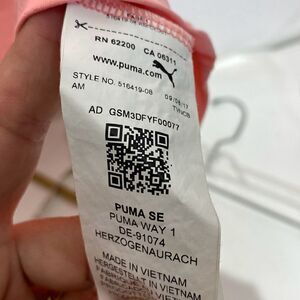 RN 62200 CA 06311
www.puma.com
STYLE NO. 516419-08
AM
09/08/17
AD GSM3DFYF00077
PUMA SE
PUMA WAY 1
DE-91074
HERZOGENAURACH
MADE IN VIETNAM
HERGESTELLT IN VIETNAM